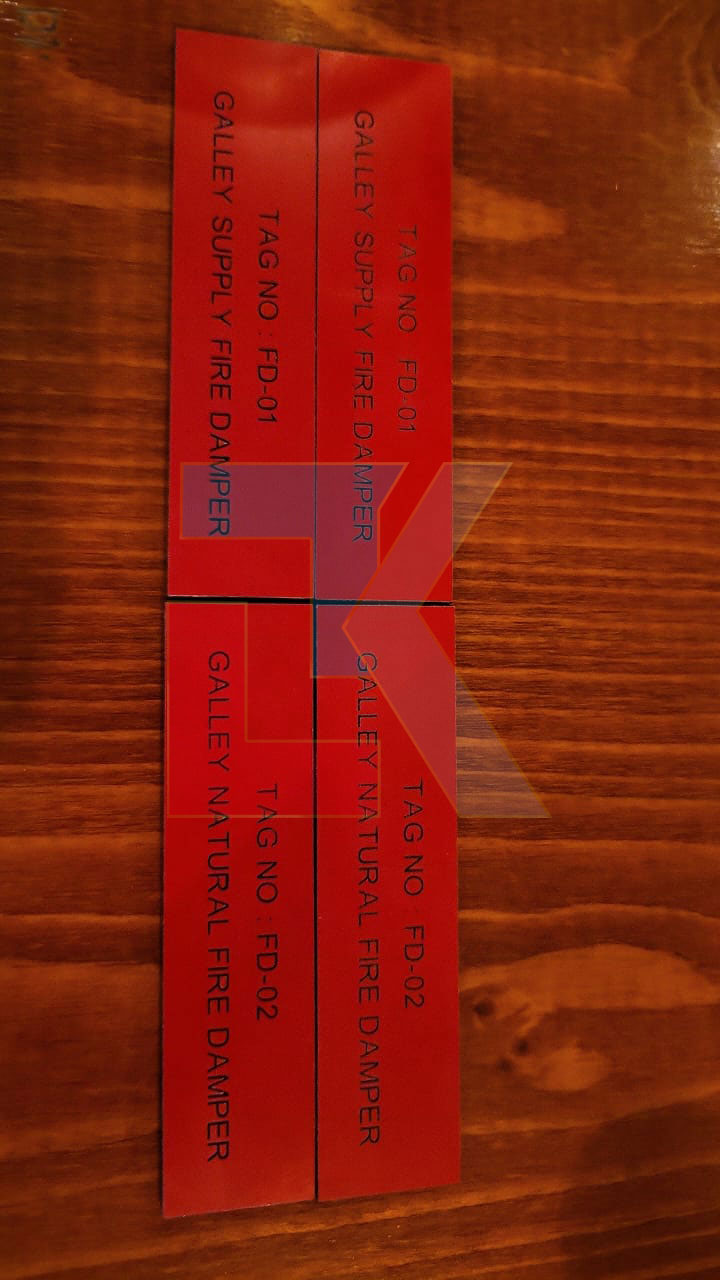 TAG NO : FD-01
GALLEY SUPPLY FIRE DAMPER
TAG NO : FD-02
GALLEY NATURAL FIRE DAMPER
TAG NO : FD-01
GALLEY SUPPLY FIRE DAMPER
TAG NO : FD-02
GALLEY NATURAL FIRE DAMPER